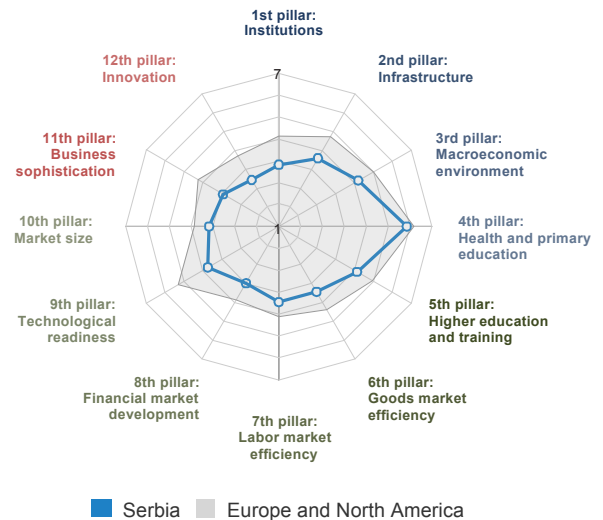 1st pillar:
Institutions
2nd pillar:
Infrastructure
3rd pillar:
Macroeconomic
environment
4th pillar:
Health and primary
education
5th pillar:
Higher education
and training
6th pillar:
Goods market
efficiency
7th pillar:
Labor market
efficiency
8th pillar:
Financial market
development
9th pillar:
Technological
readiness
10th pillar:
Market size
11th pillar:
Business
sophistication
12th pillar:
Innovation
7
1
Serbia Europe and North America